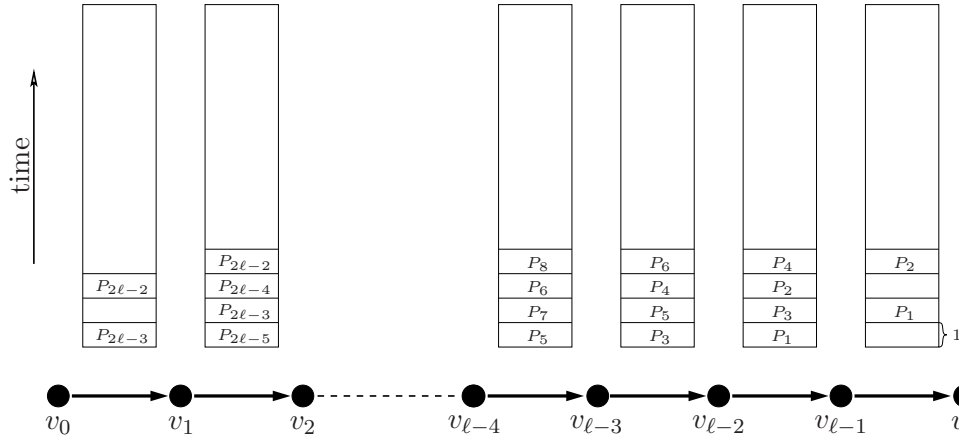 time
P_{2ℓ−2} P_8 P_6 P_4 P_2
P_{2ℓ−2} P_{2ℓ−4} P_6 P_4 P_2
P_{2ℓ−3} P_7 P_5 P_3 P_1
P_{2ℓ−3} P_{2ℓ−5} P_5 P_3 P_1 1
v_0 v_1 v_2 v_{ℓ−4} v_{ℓ−3} v_{ℓ−2} v_{ℓ−1} v